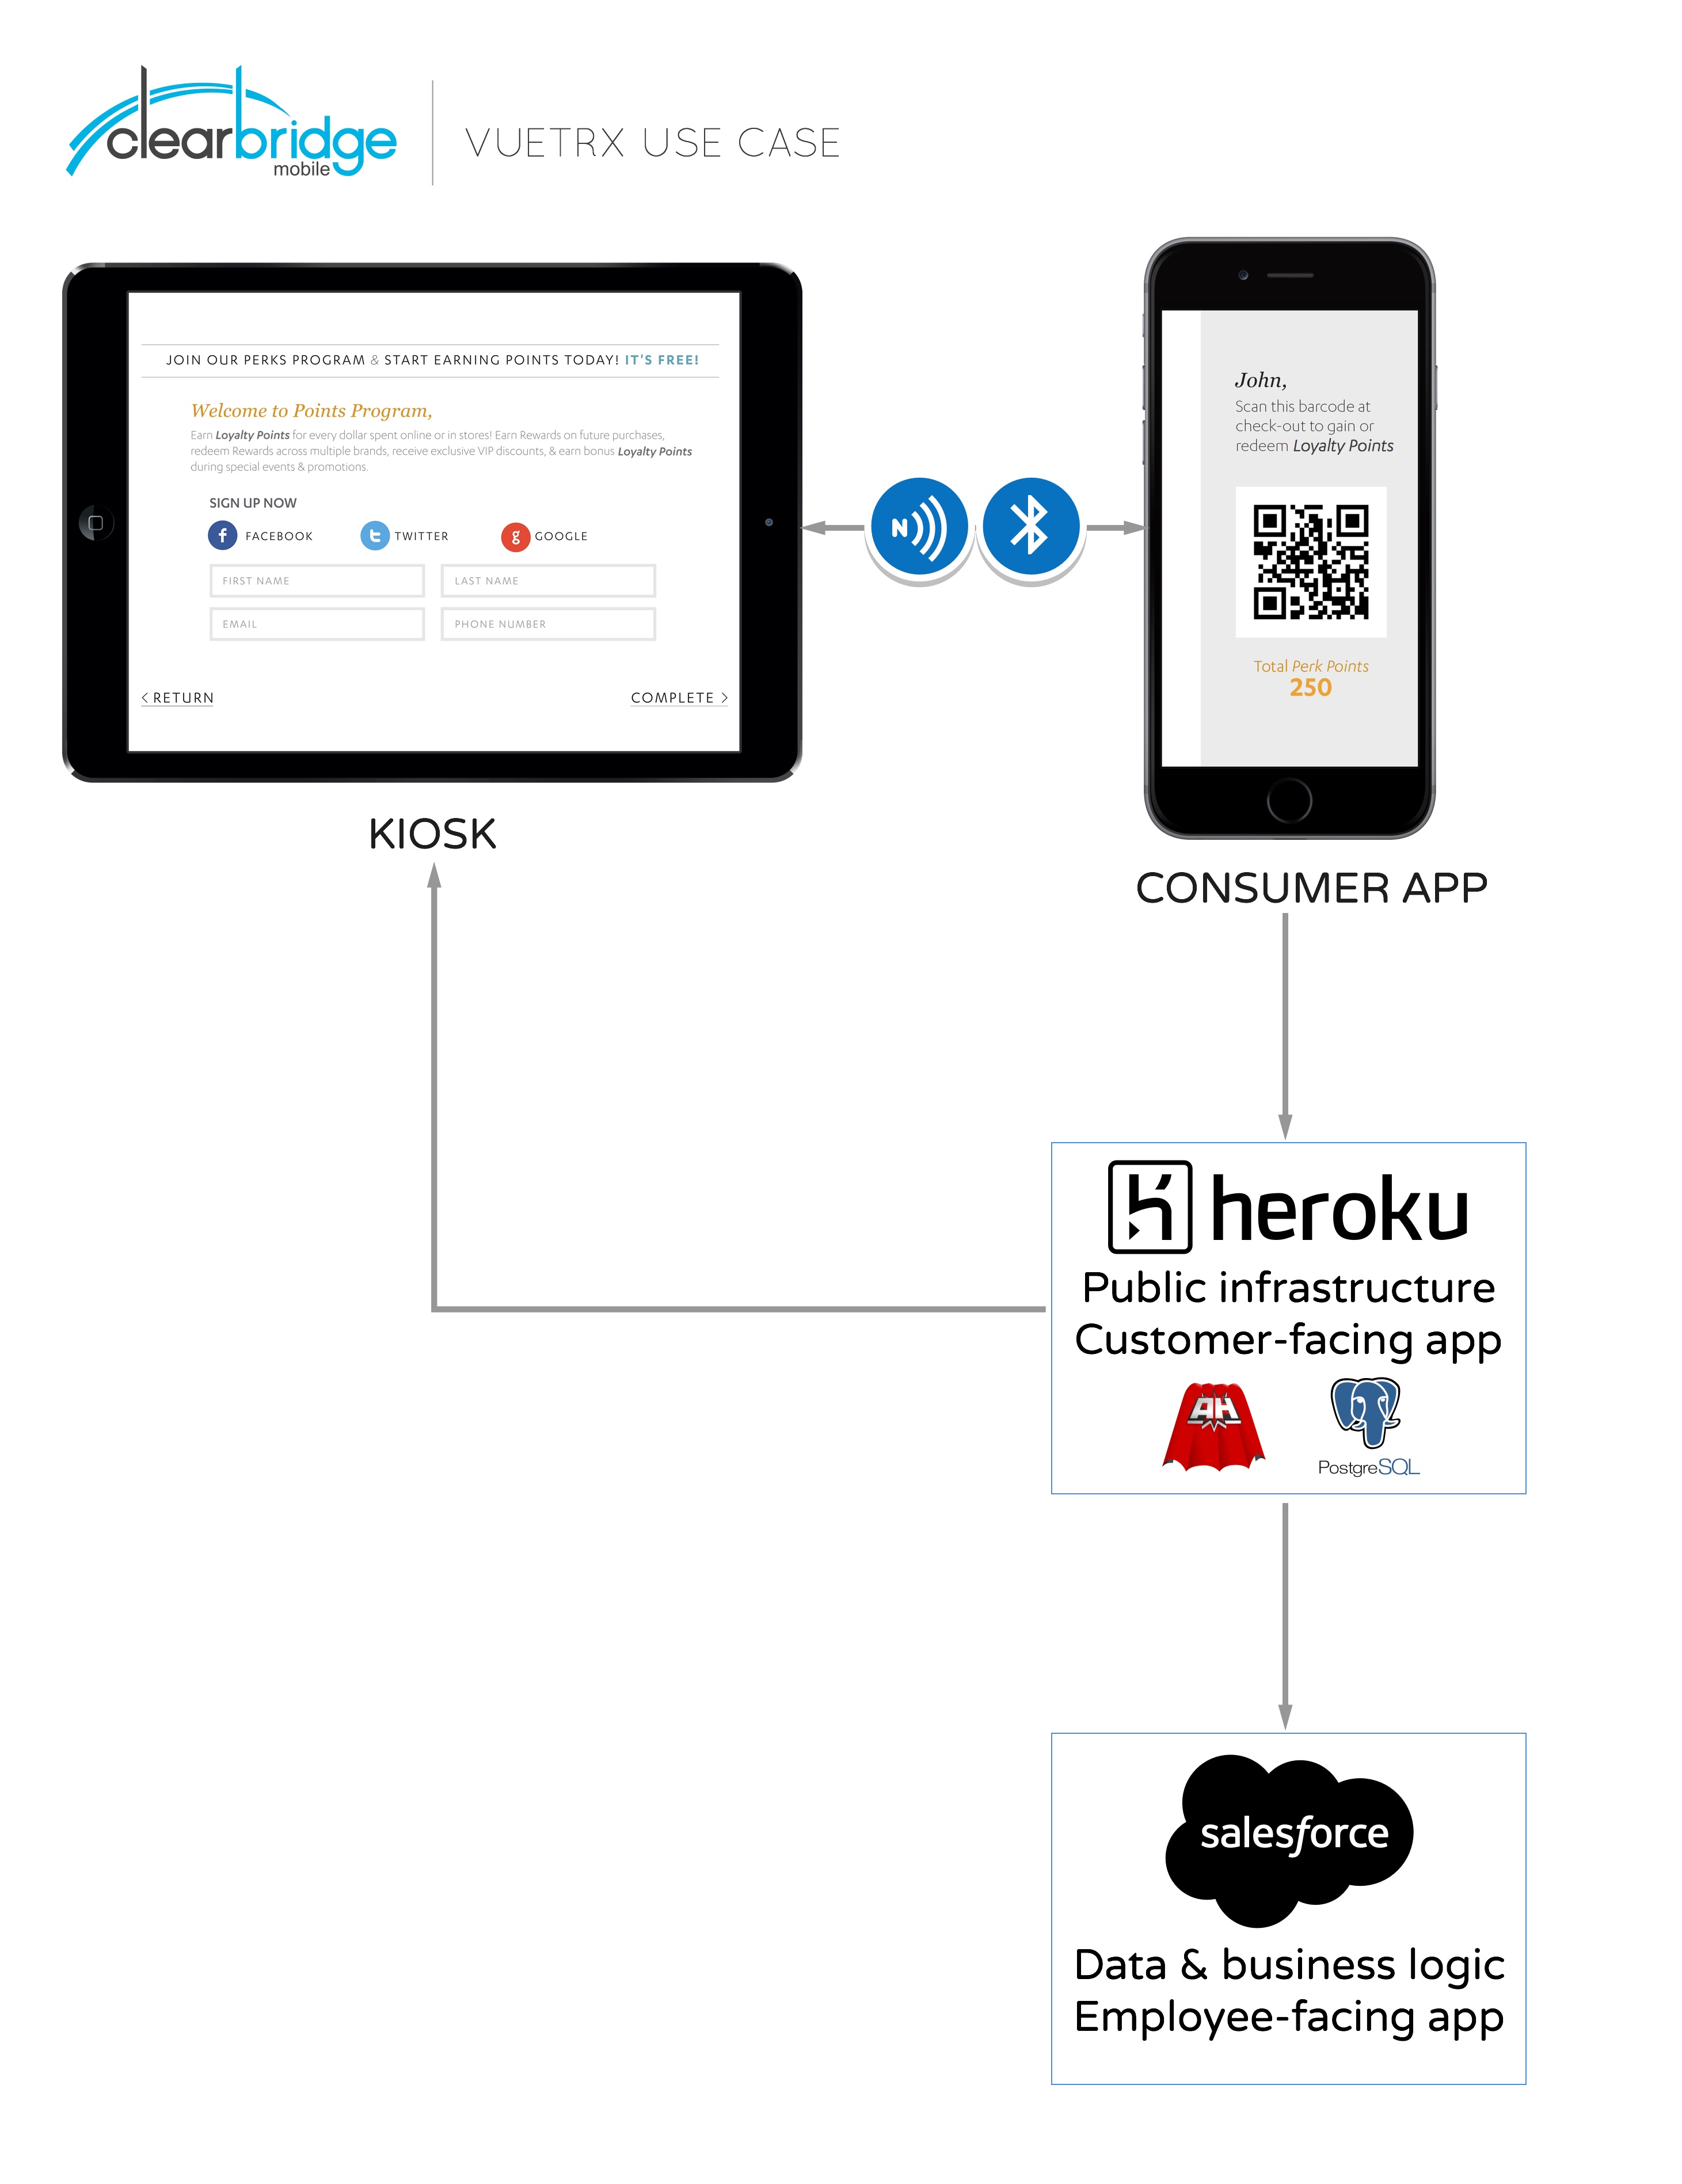 clearbridge
mobile
VUETRX USE CASE
JOIN OUR PERKS PROGRAM & START EARNING POINTS TODAY! IT'S FREE!
Welcome to Points Program,
Earn Loyalty Points for every dollar spent online or in stores! Earn Rewards on future purchases,
redeem Rewards across multiple brands, receive exclusive VIP discounts, & earn bonus Loyalty Points
during special events & promotions.
SIGN UP NOW
f FACEBOOK t TWITTER g GOOGLE
FIRST NAME LAST NAME
EMAIL PHONE NUMBER
< RETURN COMPLETE >
KIOSK
N
John,
Scan this barcode at
check-out to gain or
redeem Loyalty Points
Total Perk Points
250
CONSUMER APP
heroku
Public infrastructure
Customer-facing app
AH
PostgreSQL
salesforce
Data & business logic
Employee-facing app